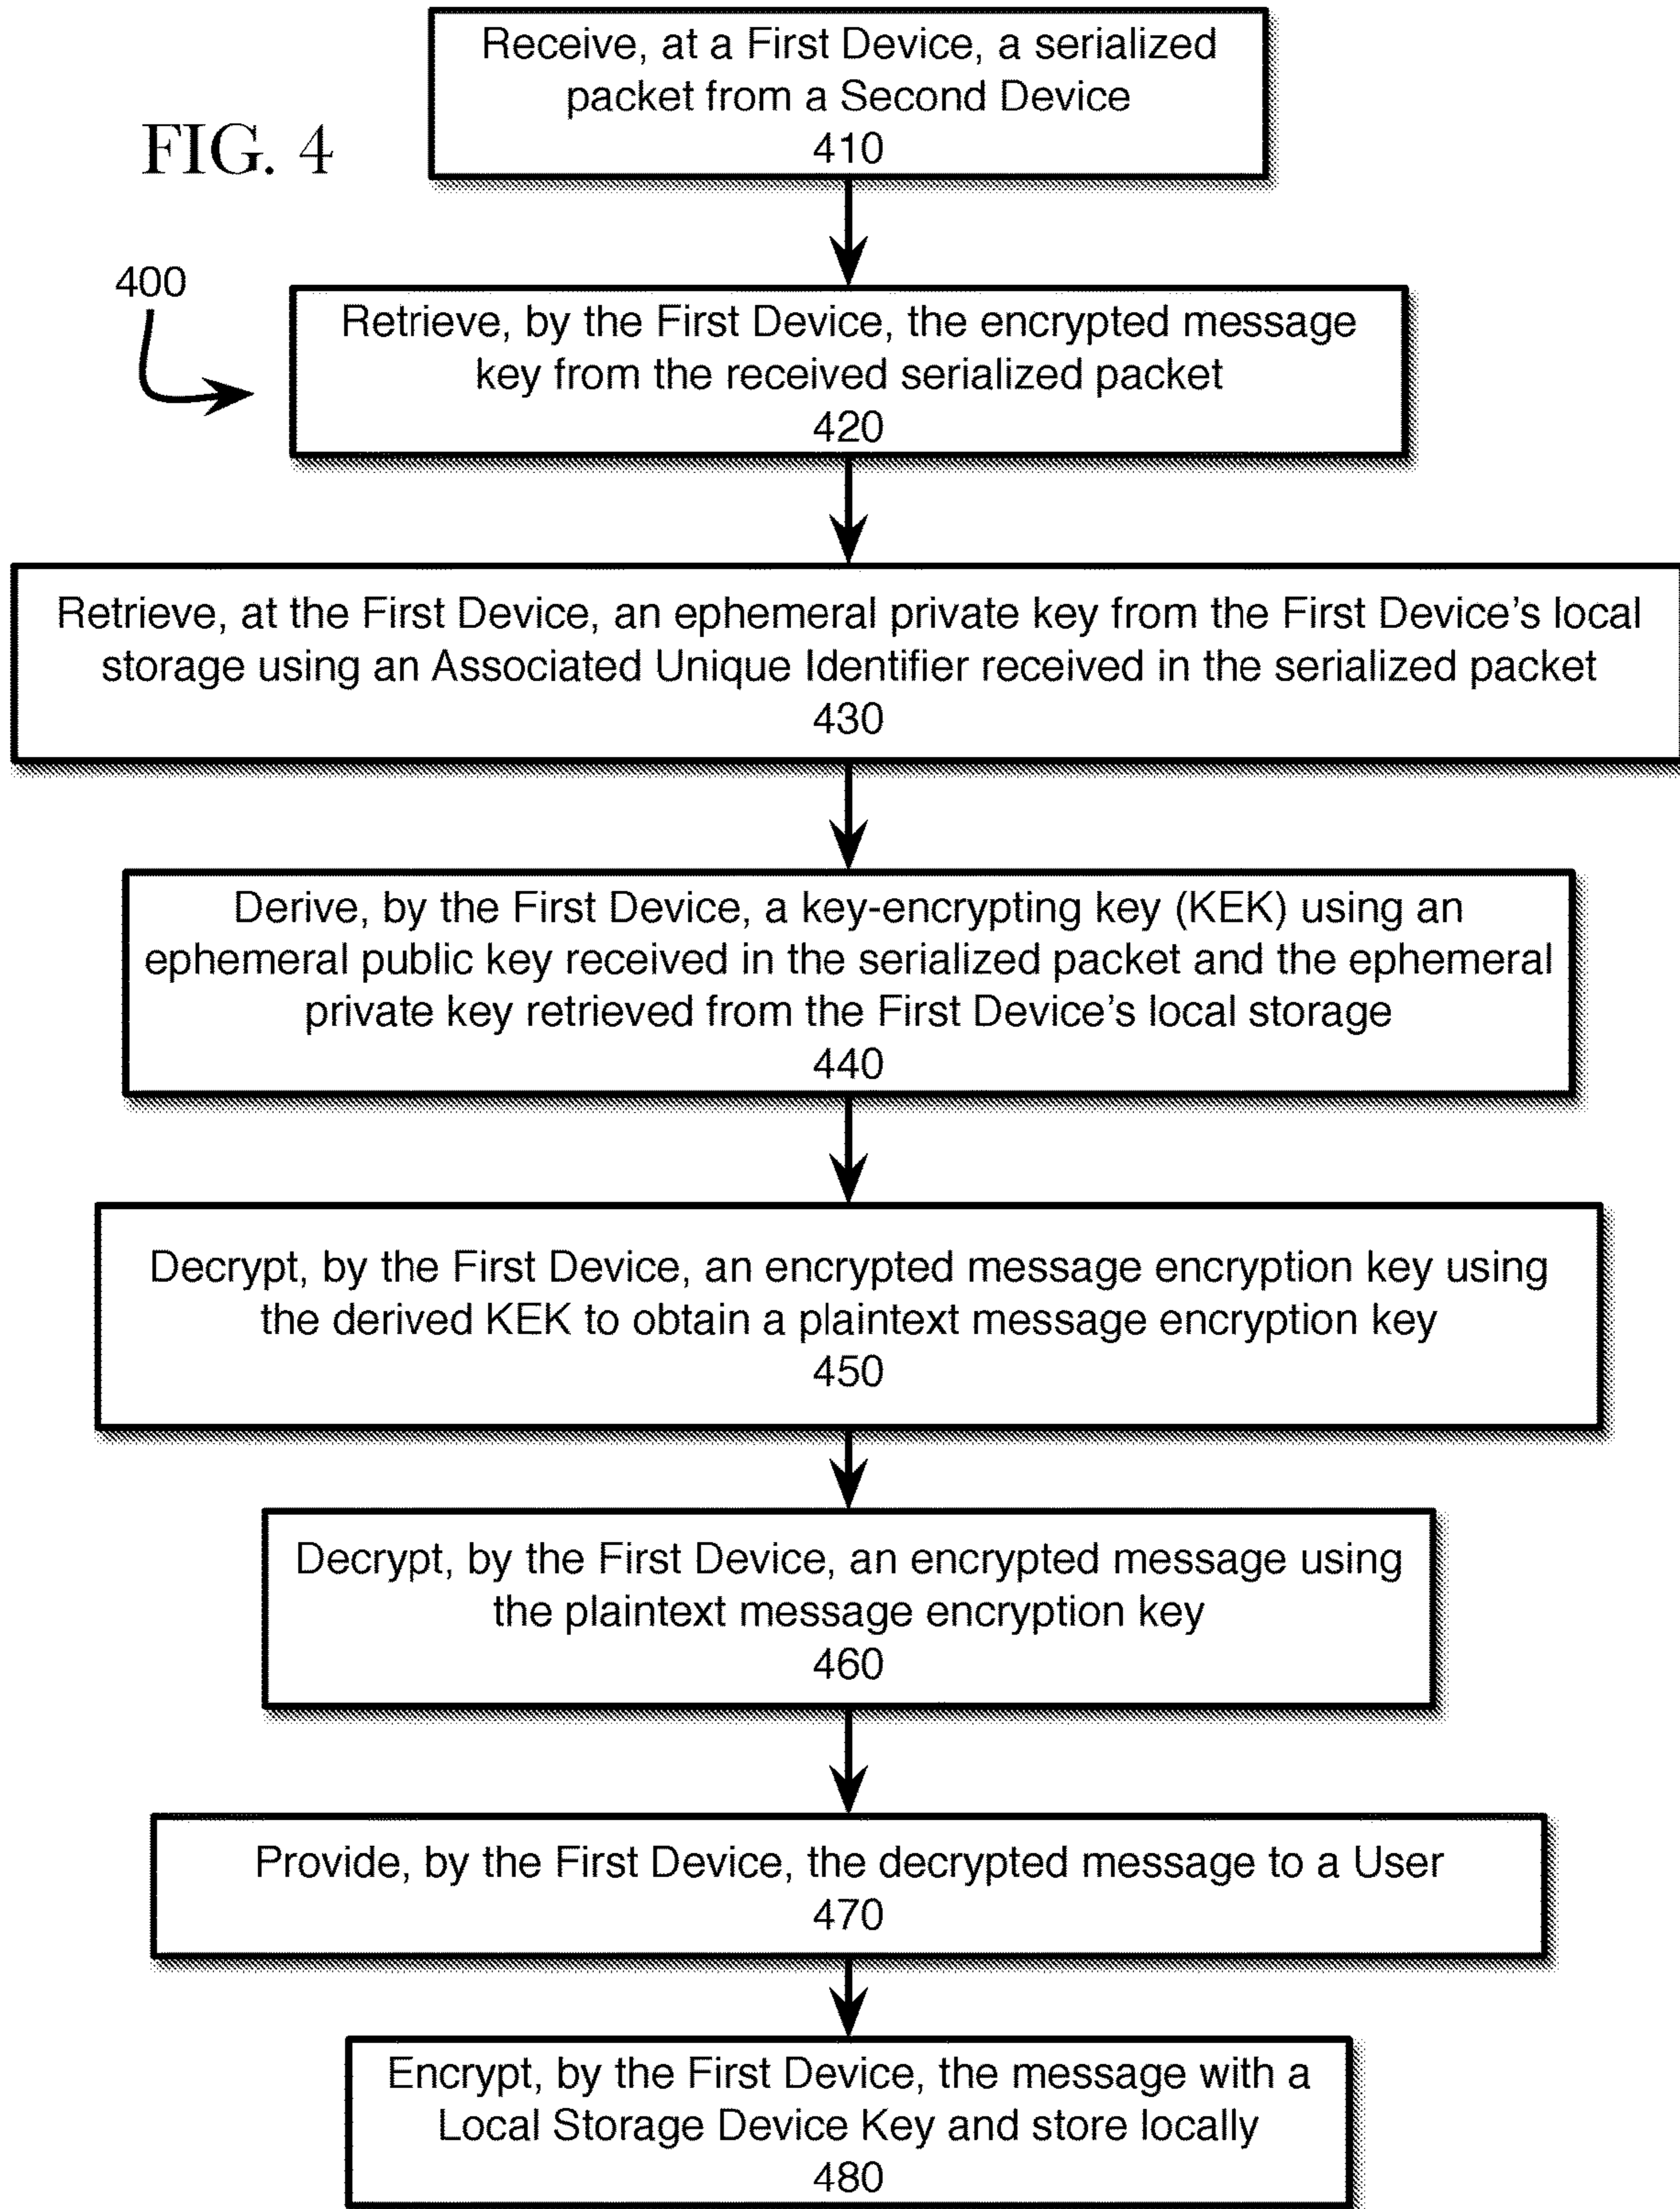 Receive, at a First Device, a serialized
packet from a Second Device
410
FIG. 4
400
Retrieve, by the First Device, the encrypted message
key from the received serialized packet
420
Retrieve, at the First Device, an ephemeral private key from the First Device’s local
storage using an Associated Unique Identifier received in the serialized packet
430
Derive, by the First Device, a key-encrypting key (KEK) using an
ephemeral public key received in the serialized packet and the ephemeral
private key retrieved from the First Device’s local storage
440
Decrypt, by the First Device, an encrypted message encryption key using
the derived KEK to obtain a plaintext message encryption key
450
Decrypt, by the First Device, an encrypted message using
the plaintext message encryption key
460
Provide, by the First Device, the decrypted message to a User
470
Encrypt, by the First Device, the message with a
Local Storage Device Key and store locally
480